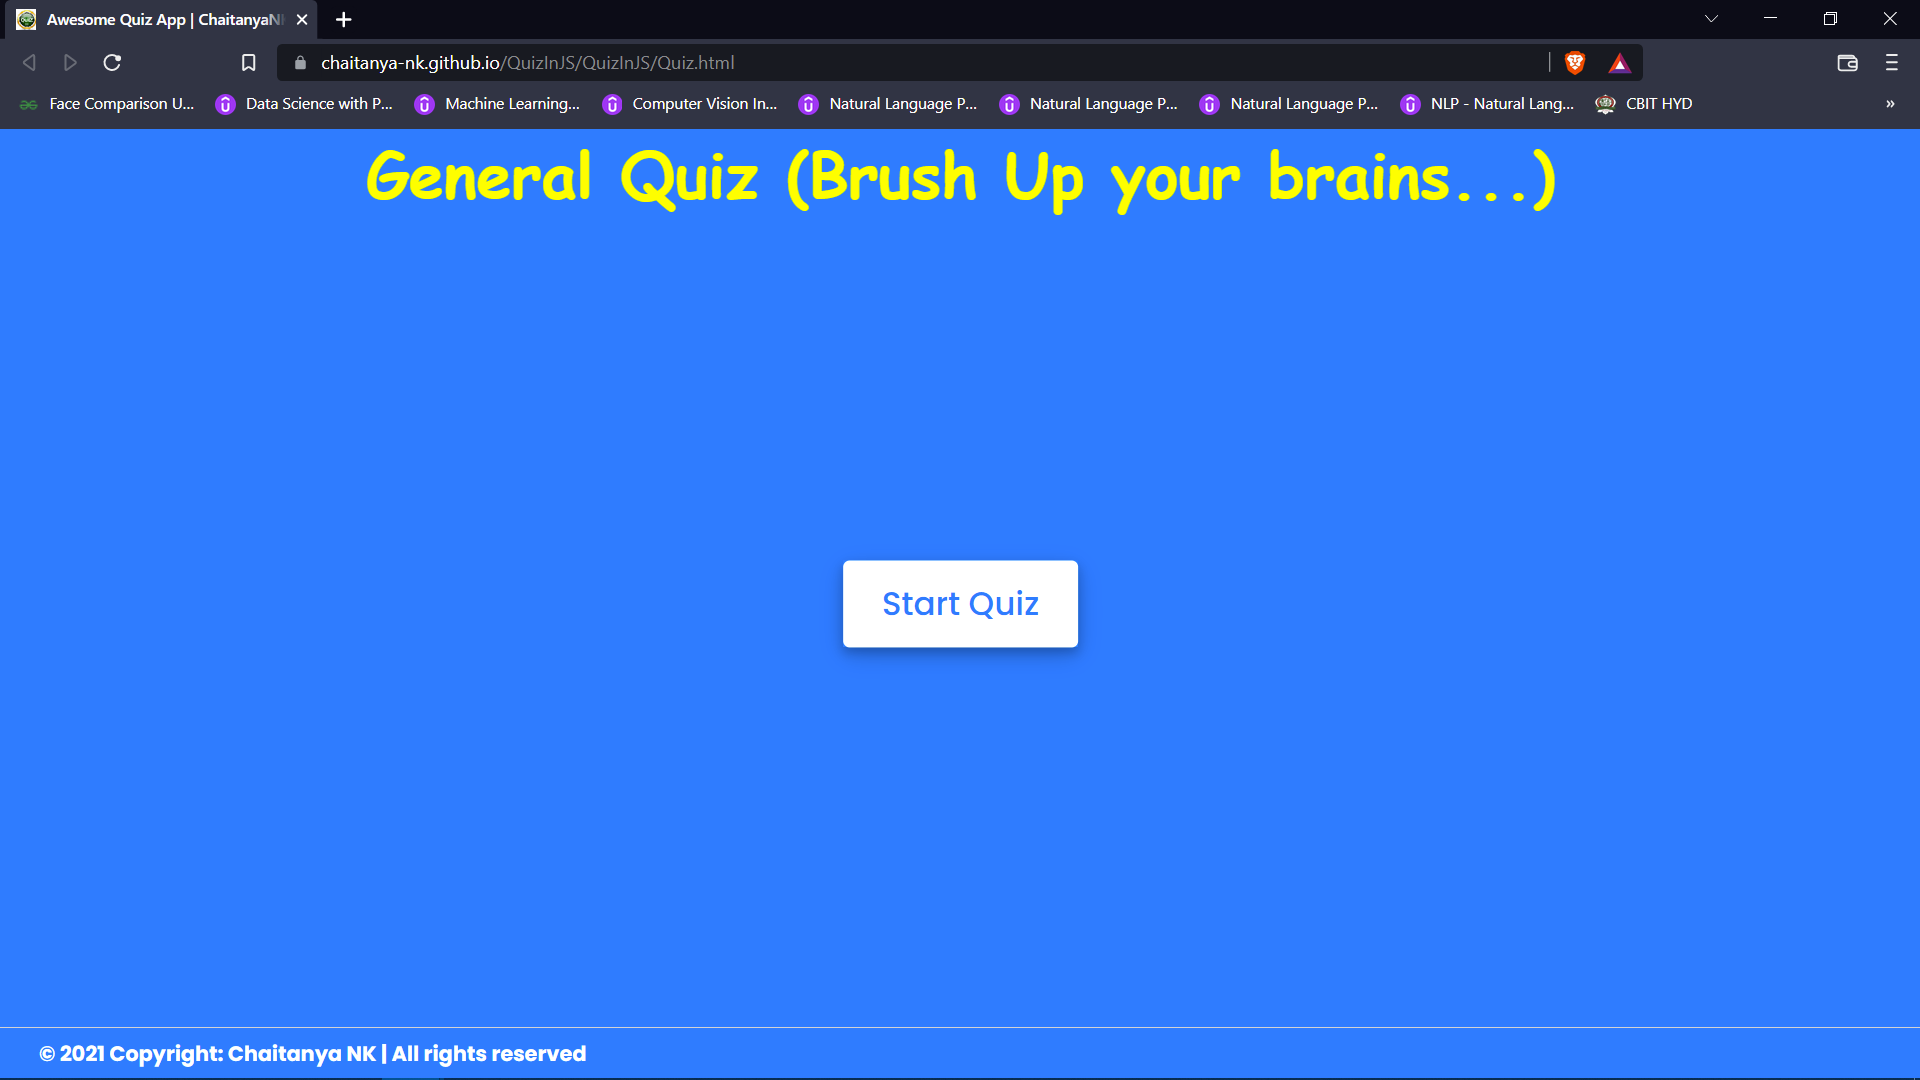 Awesome Quiz App | ChaitanyaN
chaitanya-nk.github.io/QuizInJS/QuizInJS/Quiz.html
Face Comparison U... Data Science with P... Machine Learning... Computer Vision In... Natural Language P... Natural Language P... Natural Language P... NLP - Natural Lang... CBIT HYD »
General Quiz (Brush Up your brains...)
Start Quiz
© 2021 Copyright: Chaitanya NK | All rights reserved